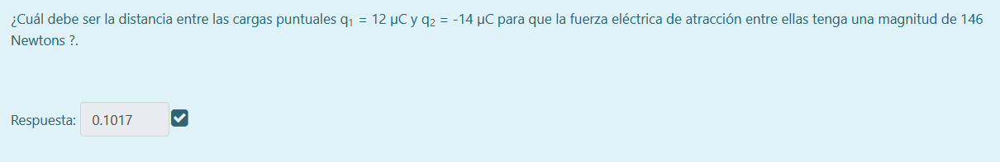 ¿Cuál debe ser la distancia entre las cargas puntuales q₁ = 12 μC y q₂ = -14 μC para que la fuerza eléctrica de atracción entre ellas tenga una magnitud de 146
Newtons ?.
Respuesta: 0.1017